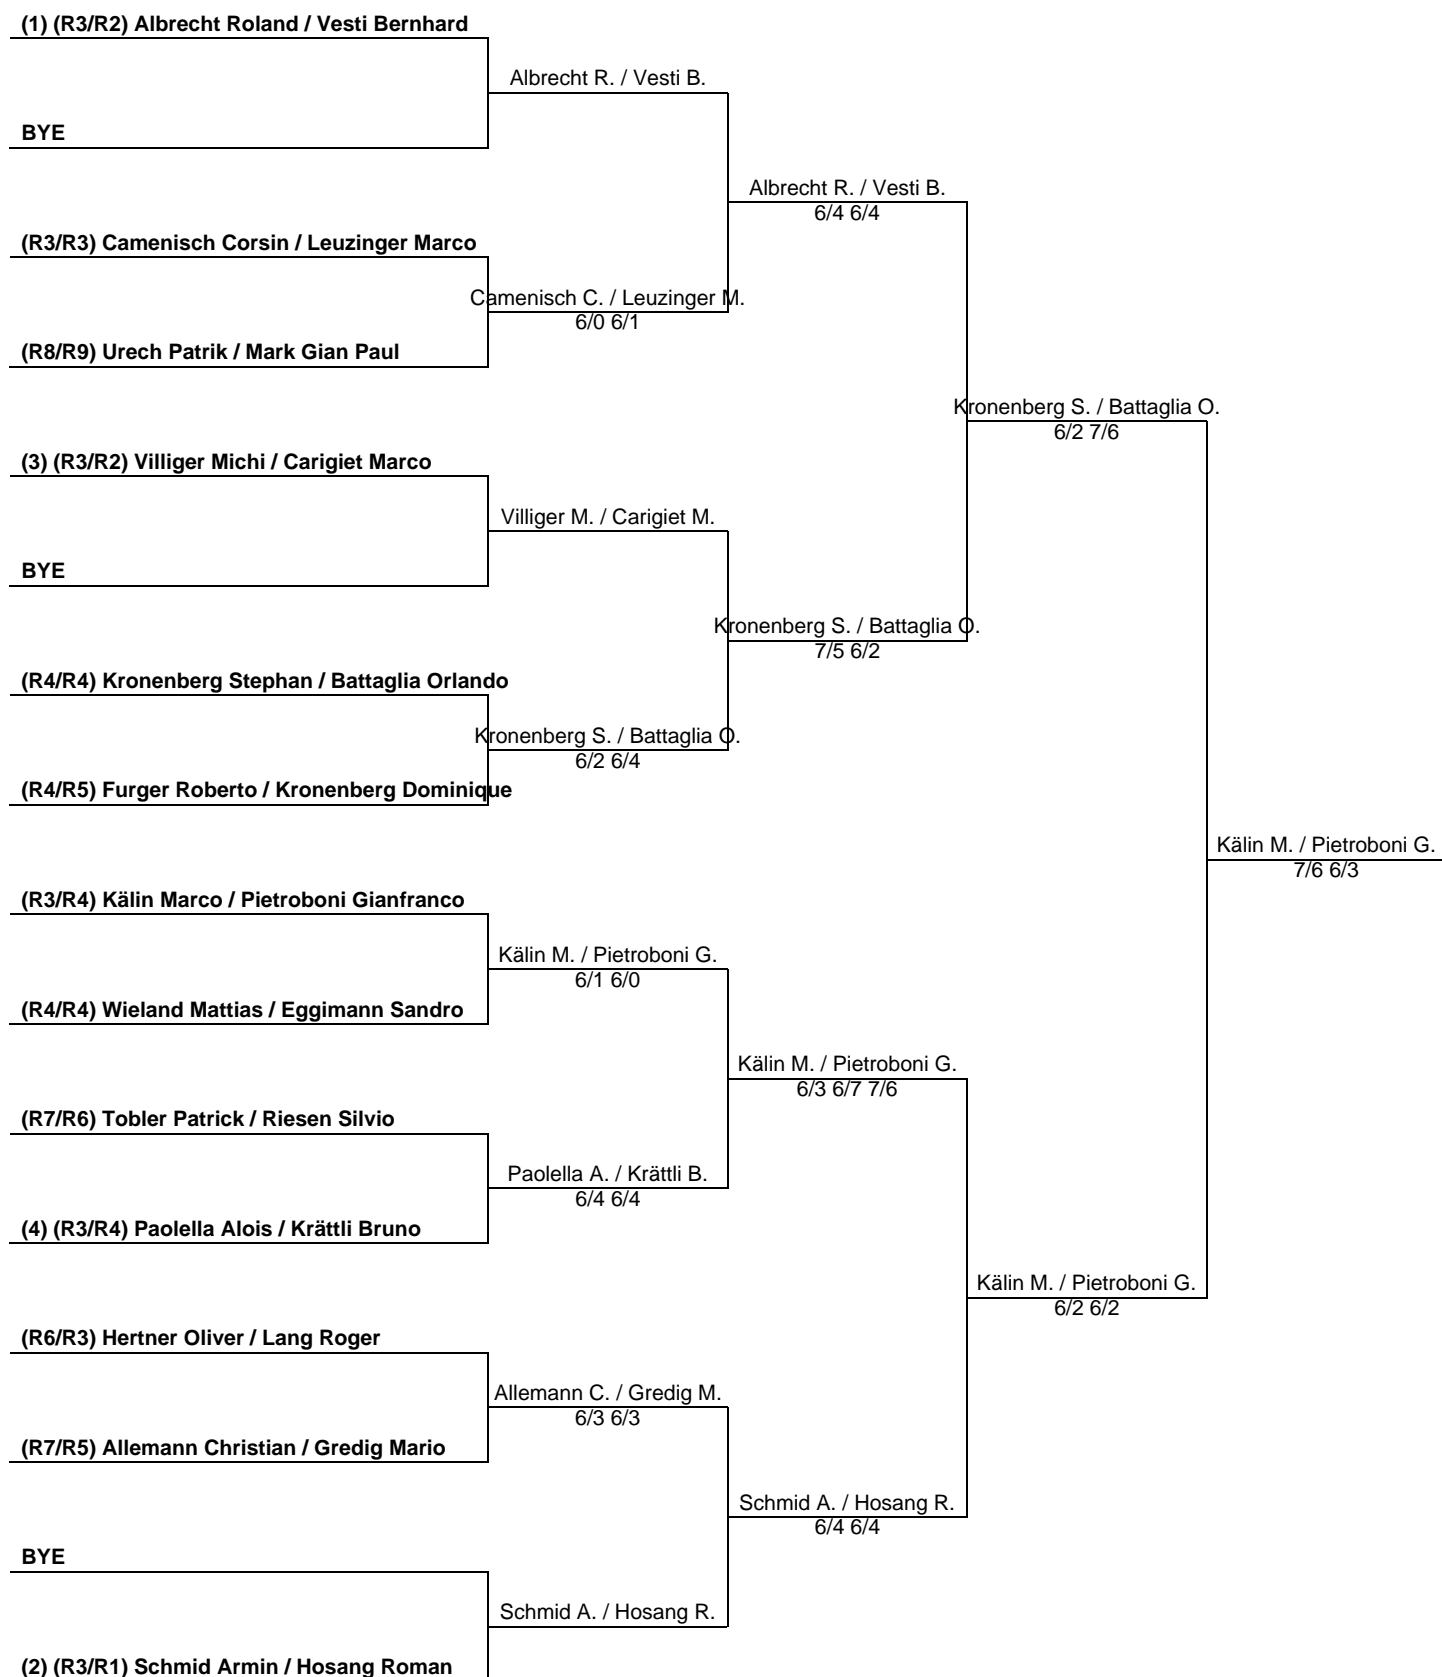 (1) (R3/R2) Albrecht Roland / Vesti Bernhard
Albrecht R. / Vesti B.
BYE
Albrecht R. / Vesti B.
6/4 6/4
(R3/R3) Camenisch Corsin / Leuzinger Marco
Camenisch C. / Leuzinger M.
6/0 6/1
(R8/R9) Urech Patrik / Mark Gian Paul
Kronenberg S. / Battaglia O.
6/2 7/6
(3) (R3/R2) Villiger Michi / Carigiet Marco
Villiger M. / Carigiet M.
BYE
Kronenberg S. / Battaglia O.
7/5 6/2
(R4/R4) Kronenberg Stephan / Battaglia Orlando
Kronenberg S. / Battaglia O.
6/2 6/4
(R4/R5) Furger Roberto / Kronenberg Dominique
Kälin M. / Pietroboni G.
7/6 6/3
(R3/R4) Kälin Marco / Pietroboni Gianfranco
Kälin M. / Pietroboni G.
6/1 6/0
(R4/R4) Wieland Mattias / Eggimann Sandro
Kälin M. / Pietroboni G.
6/3 6/7 7/6
(R7/R6) Tobler Patrick / Riesen Silvio
Paolella A. / Krättli B.
6/4 6/4
(4) (R3/R4) Paolella Alois / Krättli Bruno
Kälin M. / Pietroboni G.
6/2 6/2
(R6/R3) Hertner Oliver / Lang Roger
Allemann C. / Gredig M.
6/3 6/3
(R7/R5) Allemann Christian / Gredig Mario
Schmid A. / Hosang R.
6/4 6/4
BYE
Schmid A. / Hosang R.
(2) (R3/R1) Schmid Armin / Hosang Roman